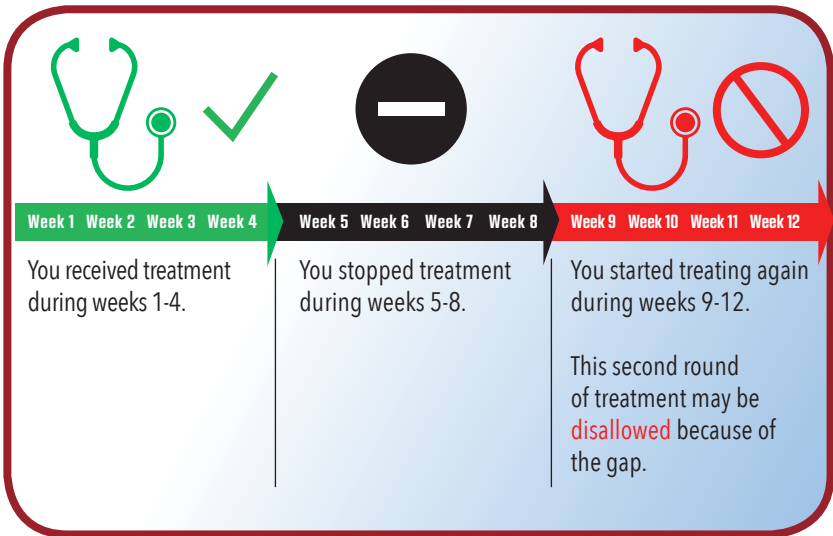 Week 1 Week 2 Week 3 Week 4
Week 5 Week 6 Week 7 Week 8
Week 9 Week 10 Week 11 Week 12
You received treatment
during weeks 1-4.
You stopped treatment
during weeks 5-8.
You started treating again
during weeks 9-12.
This second round
of treatment may be
disallowed because of
the gap.